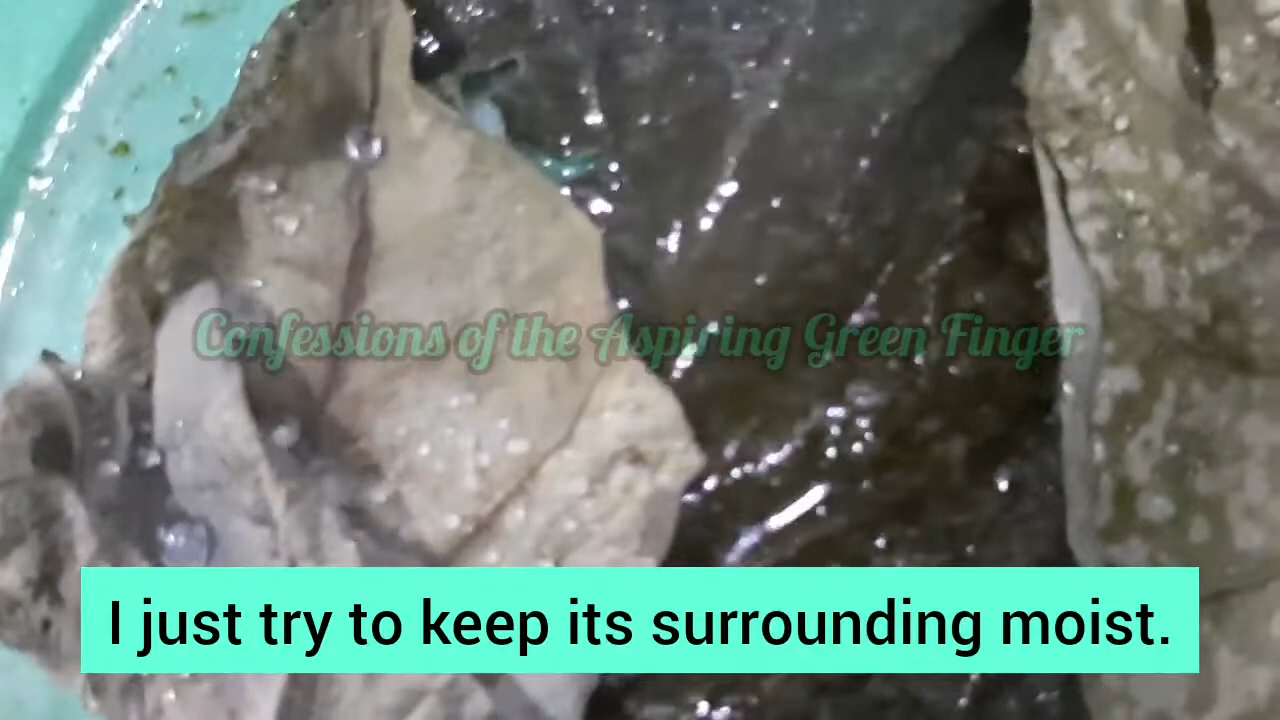 Confessions of the Aspiring Green Finger
I just try to keep its surrounding moist.